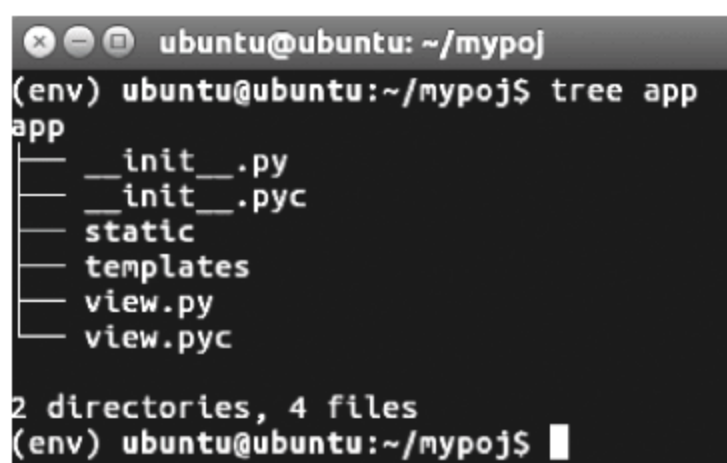 ubuntu@ubuntu: ~/mypoj
(env) ubuntu@ubuntu:~/mypoj$ tree app
app
├── __init__.py
├── __init__.pyc
├── static
├── templates
├── view.py
└── view.pyc
2 directories, 4 files
(env) ubuntu@ubuntu:~/mypoj$